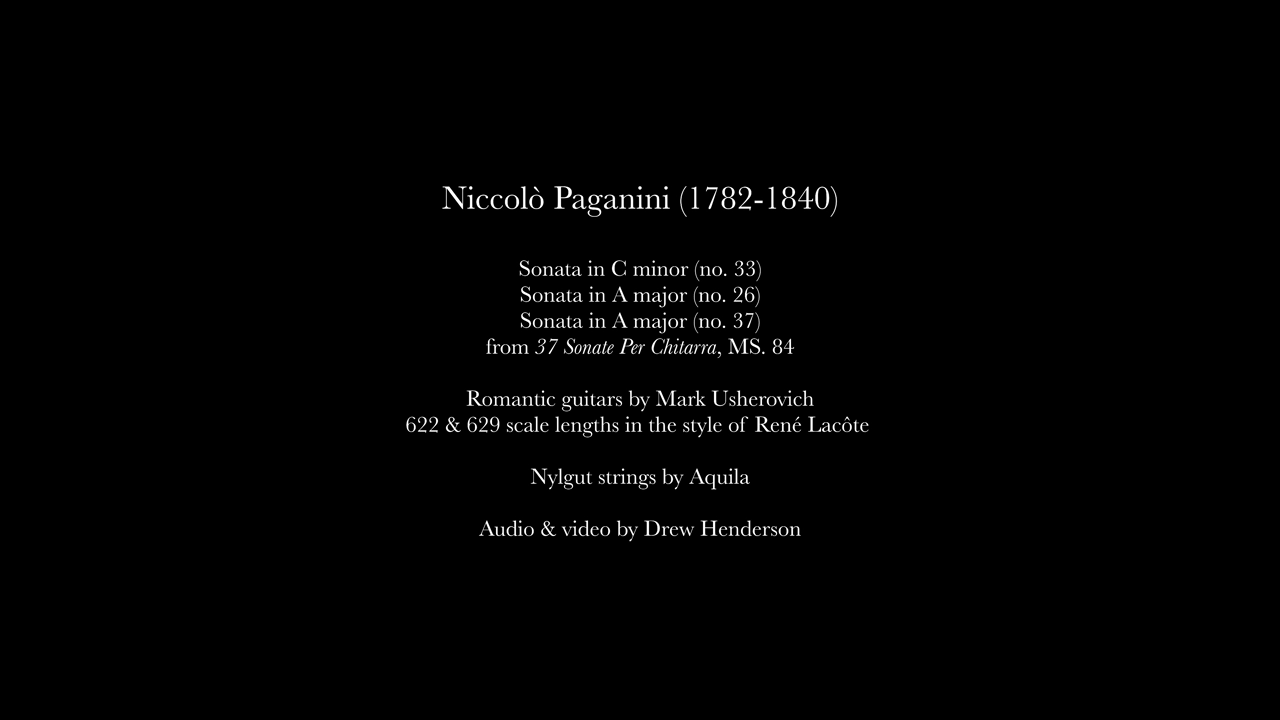 Niccolò Paganini (1782-1840)
Sonata in C minor (no. 33)
Sonata in A major (no. 26)
Sonata in A major (no. 37)
from 37 Sonate Per Chitarra, MS. 84
Romantic guitars by Mark Usherovich
622 & 629 scale lengths in the style of René Lacôte
Nylgut strings by Aquila
Audio & video by Drew Henderson